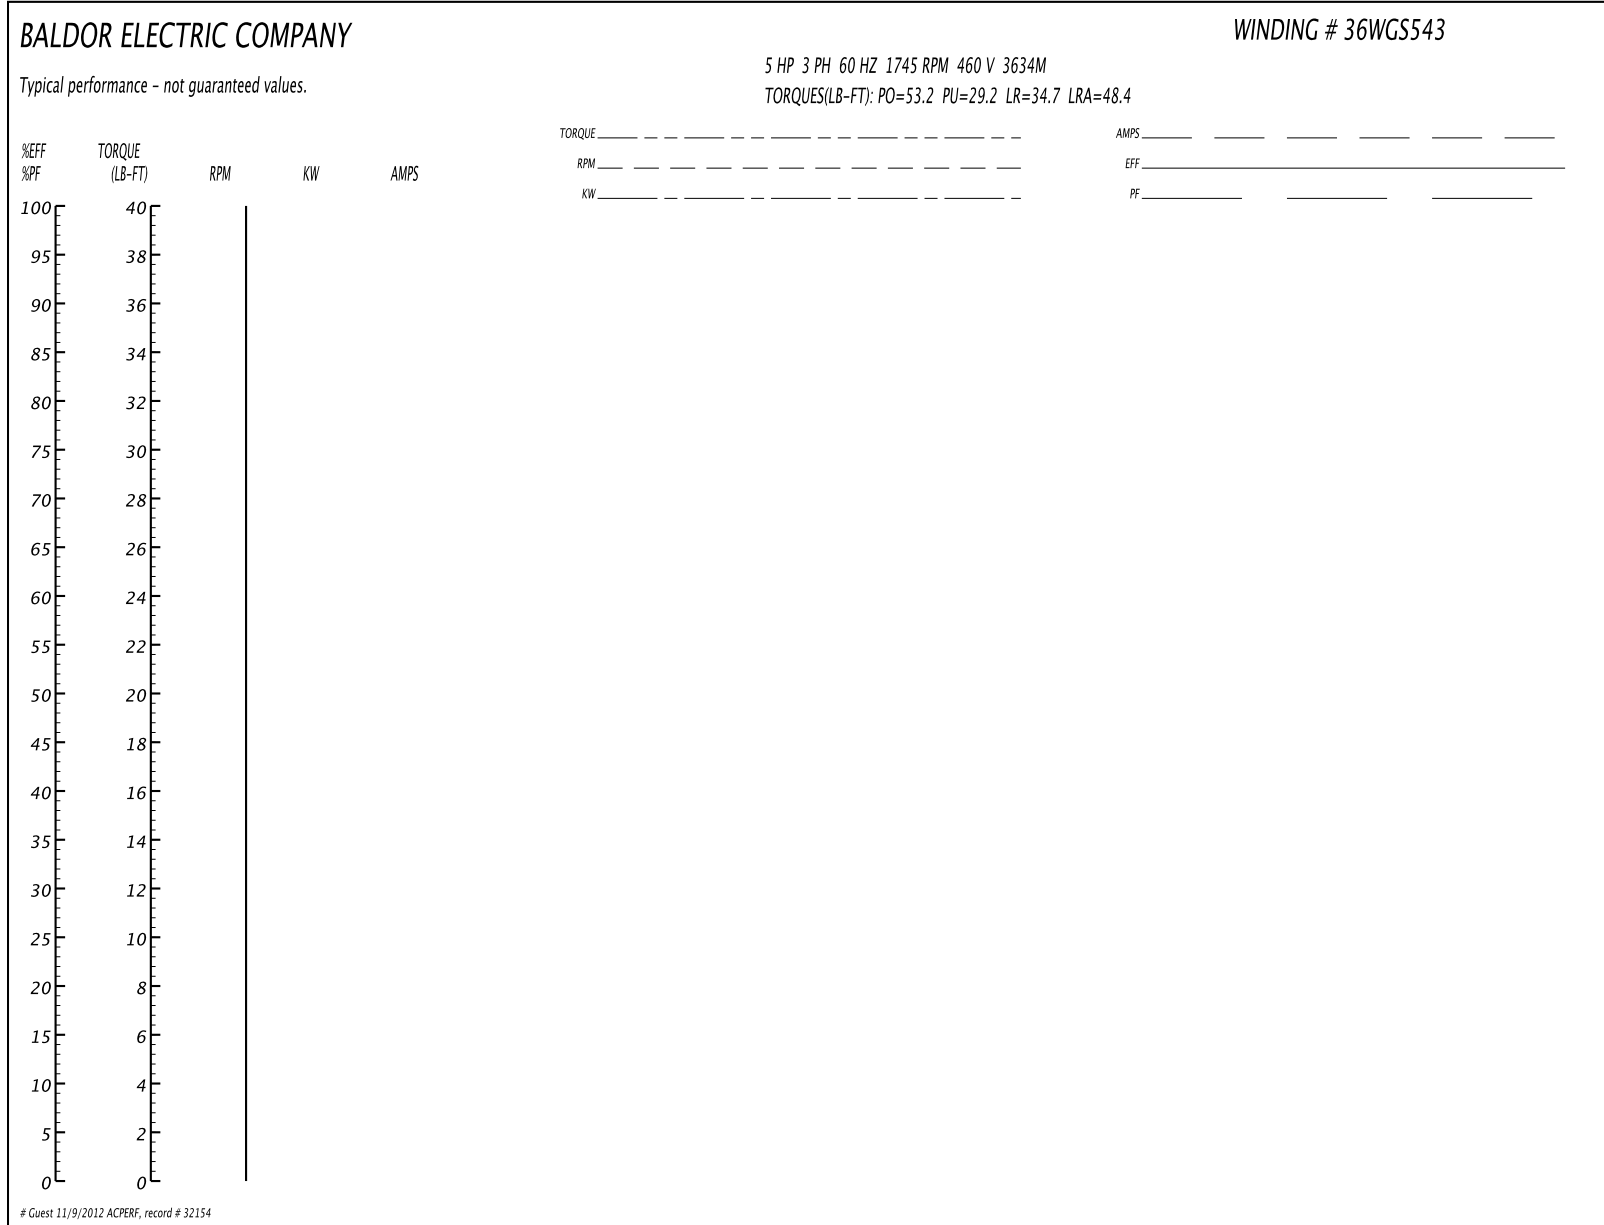 BALDOR ELECTRIC COMPANY
WINDING # 36WGS543
Typical performance - not guaranteed values.
5 HP 3 PH 60 HZ 1745 RPM 460 V 3634M
TORQUES(LB-FT): PO=53.2 PU=29.2 LR=34.7 LRA=48.4
TORQUE
AMPS
RPM
EFF
KW
PF
%EFF TORQUE
%PF (LB-FT) RPM KW AMPS
100 40
95 38
90 36
85 34
80 32
75 30
70 28
65 26
60 24
55 22
50 20
45 18
40 16
35 14
30 12
25 10
20 8
15 6
10 4
5 2
0 0
# Guest 11/9/2012 ACPERF, record # 32154